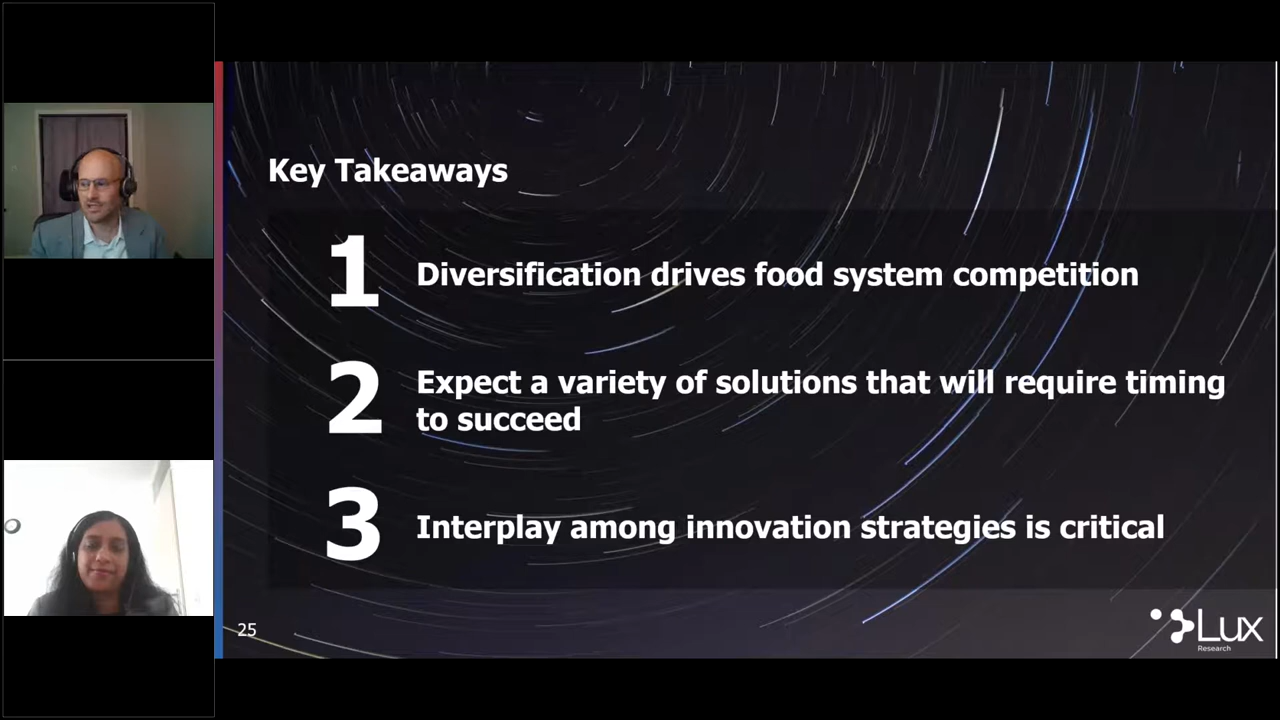 Key Takeaways
1
Diversification drives food system competition
2
Expect a variety of solutions that will require timing
to succeed
3
Interplay among innovation strategies is critical
25
Lux
Research